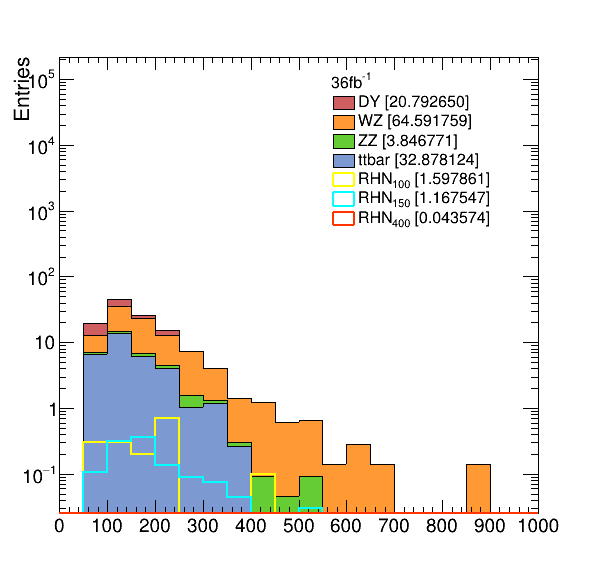 Entries
36fb⁻¹
DY [20.792650]
WZ [64.591759]
ZZ [3.846771]
ttbar [32.878124]
RHN₁₀₀ [1.597861]
RHN₁₅₀ [1.167547]
RHN₄₀₀ [0.043574]
10⁵
10⁴
10³
10²
10
1
10⁻¹
0 100 200 300 400 500 600 700 800 900 1000